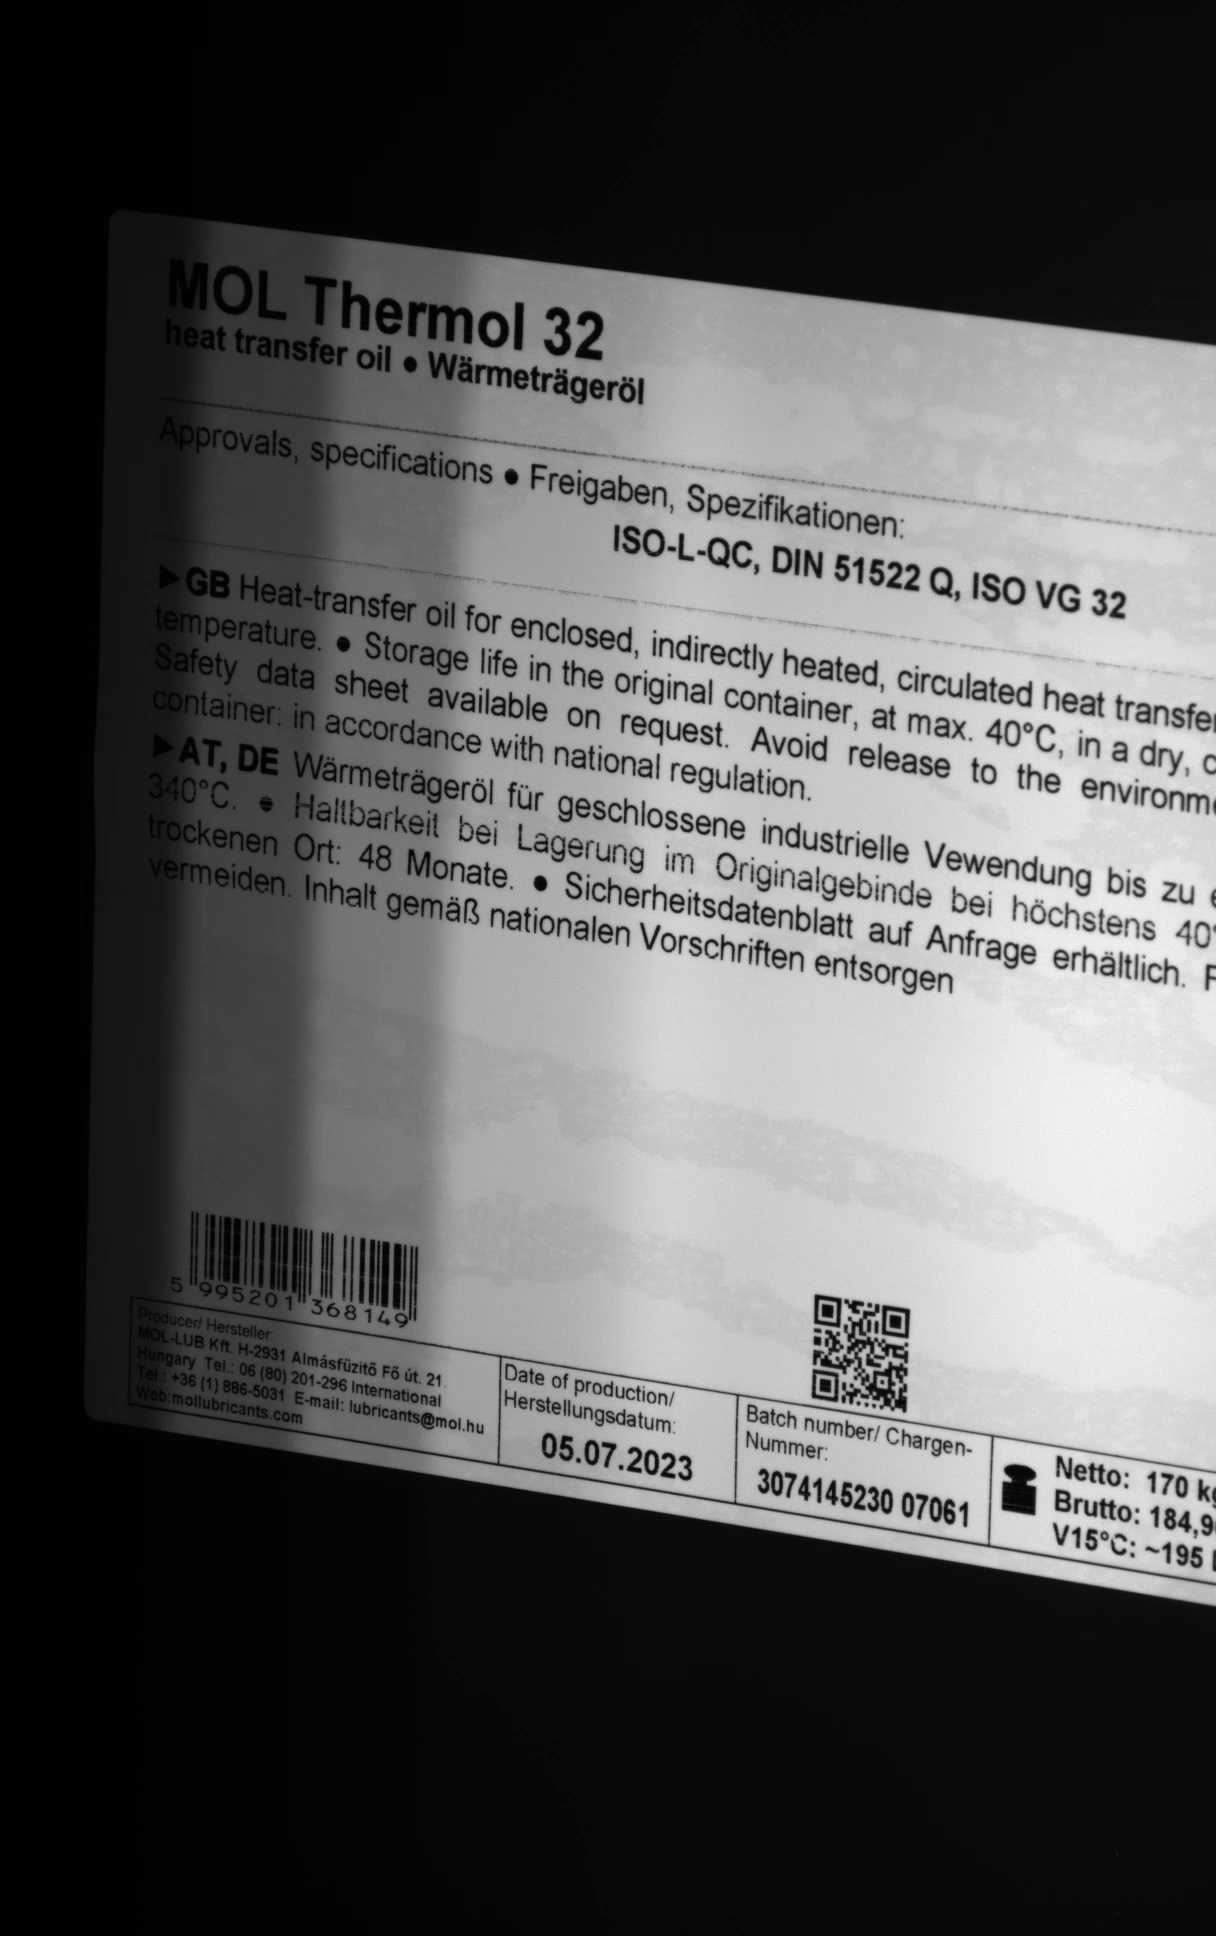 MOL Thermol 32
heat transfer oil ● Wärmeträgeröl
Approvals, specifications ● Freigaben, Spezifikationen:
ISO-L-QC, DIN 51522 Q, ISO VG 32
▶GB Heat-transfer oil for enclosed, indirectly heated, circulated heat transfer
temperature. ● Storage life in the original container, at max. 40°C, in a dry,
Safety data sheet available on request. Avoid release to the
container: in accordance with national regulation.
▶AT, DE Wärmeträgeröl für geschlossene industrielle Vewendung bis zu
340°C. ● Haltbarkeit bei Lagerung im Originalgebinde bei höchstens 40°
trockenen Ort: 48 Monate. ● Sicherheitsdatenblatt auf Anfrage erhältlich.
vermeiden. Inhalt gemäß nationalen Vorschriften entsorgen
5 995201 368149
Producer/ Hersteller:
MOL-LUB Kft. H-2931 Almásfüzitő Fő út. 21.
Hungary Tel.: 06 (80) 201-296 International
Tel.: +36 (1) 886-5031 E-mail: lubricants@mol.hu
Web:mollubricants.com
Date of production/
Herstellungsdatum:
05.07.2023
Batch number/ Chargen-
Nummer:
3074145230 07061
Netto: 170 kg
Brutto: 184,9
V15°C: ~195